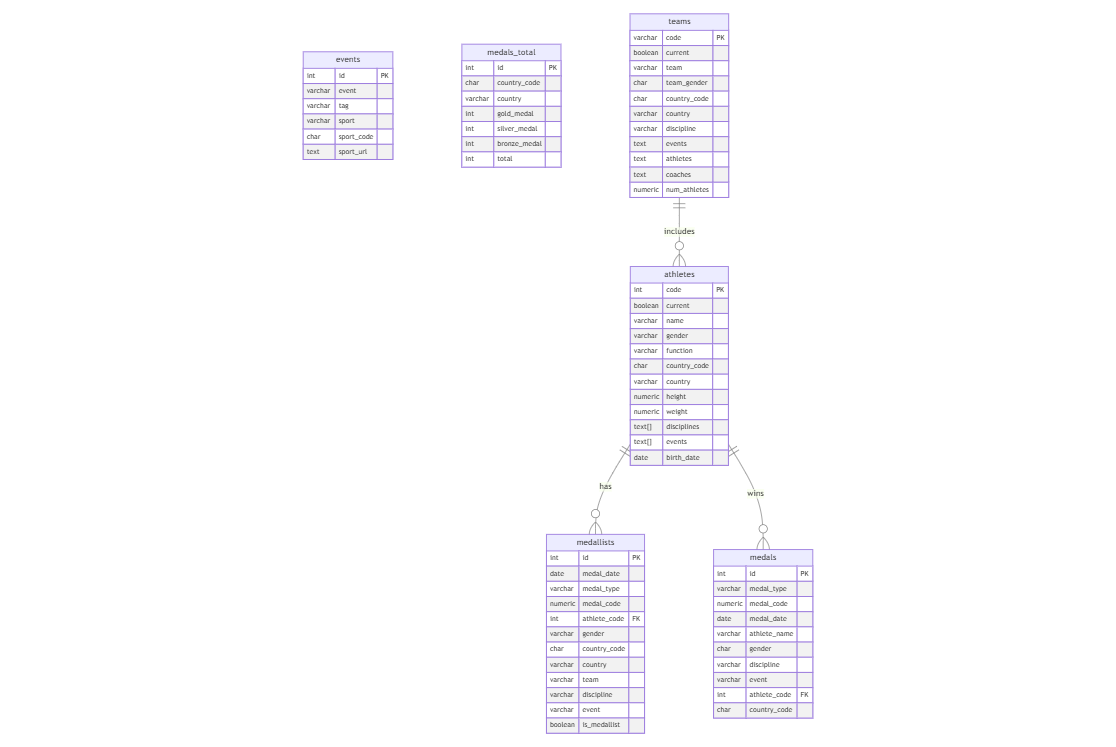 events
int id PK
varchar event
varchar tag
varchar sport
char sport_code
text sport_url
medals_total
int id PK
char country_code
varchar country
int gold_medal
int silver_medal
int bronze_medal
int total
teams
varchar code PK
boolean current
varchar team
char team_gender
char country_code
varchar country
varchar discipline
text events
text athletes
text coaches
numeric num_athletes
includes
athletes
int code PK
boolean current
varchar name
varchar gender
varchar function
char country_code
varchar country
numeric height
numeric weight
text[] disciplines
text[] events
date birth_date
has
wins
medallists
int id PK
date medal_date
varchar medal_type
numeric medal_code
int athlete_code FK
varchar gender
char country_code
varchar country
varchar team
varchar discipline
varchar event
boolean is_medallist
medals
int id PK
varchar medal_type
numeric medal_code
date medal_date
varchar athlete_name
char gender
varchar discipline
varchar event
int athlete_code FK
char country_code